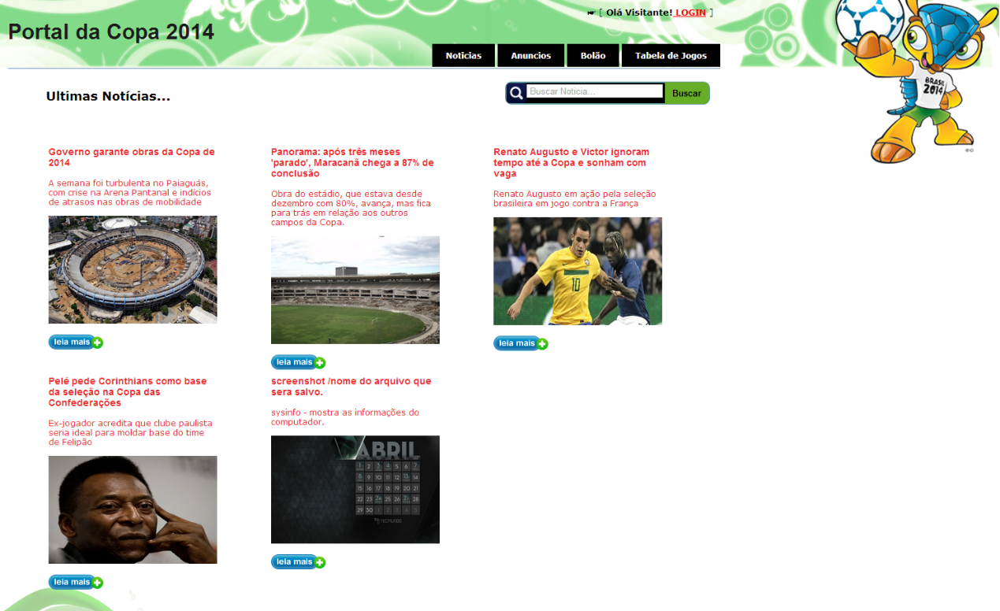 ☛ [ Olá Visitante! LOGIN ]
Portal da Copa 2014
Noticias
Anuncios
Bolão
Tabela de Jogos
BRASIL
2014
Ultimas Notícias...
Buscar Noticia...
Buscar
Governo garante obras da Copa de
2014
A semana foi turbulenta no Paiaguás,
com crise na Arena Pantanal e indícios
de atrasos nas obras de mobilidade
leia mais
Panorama: após três meses
'parado', Maracanã chega a 87% de
conclusão
Obra do estádio, que estava desde
dezembro com 80%, avança, mas fica
para trás em relação aos outros
campos da Copa.
leia mais
Renato Augusto e Victor ignoram
tempo até a Copa e sonham com
vaga
Renato Augusto em ação pela seleção
brasileira em jogo contra a França
10
leia mais
Pelé pede Corinthians como base
da seleção na Copa das
Confederações
Ex-jogador acredita que clube paulista
seria ideal para moldar base do time
de Felipão
leia mais
screenshot /nome do arquivo que
sera salvo.
sysinfo - mostra as informações do
computador.
ABRIL
1 2 3 4 5 6 7
8 9 10 11 12 13 14
15 16 17 18 19 20 21
22 23 24 25 26 27 28
29 30 1 2 3 4 5
TECMUNDO
leia mais